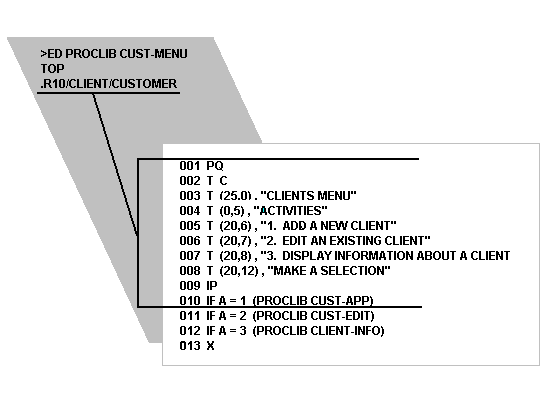 >ED PROCLIB CUST-MENU
TOP
.R10/CLIENT/CUSTOMER
001 PQ
002 T C
003 T (25,0) , "CLIENTS MENU"
004 T (0,5) , "ACTIVITIES"
005 T (20,6) , "1. ADD A NEW CLIENT"
006 T (20,7) , "2. EDIT AN EXISTING CLIENT"
007 T (20,8) , "3. DISPLAY INFORMATION ABOUT A CLIENT
008 T (20,12) , "MAKE A SELECTION"
009 IP
010 IF A = 1 (PROCLIB CUST-APP)
011 IF A = 2 (PROCLIB CUST-EDIT)
012 IF A = 3 (PROCLIB CLIENT-INFO)
013 X